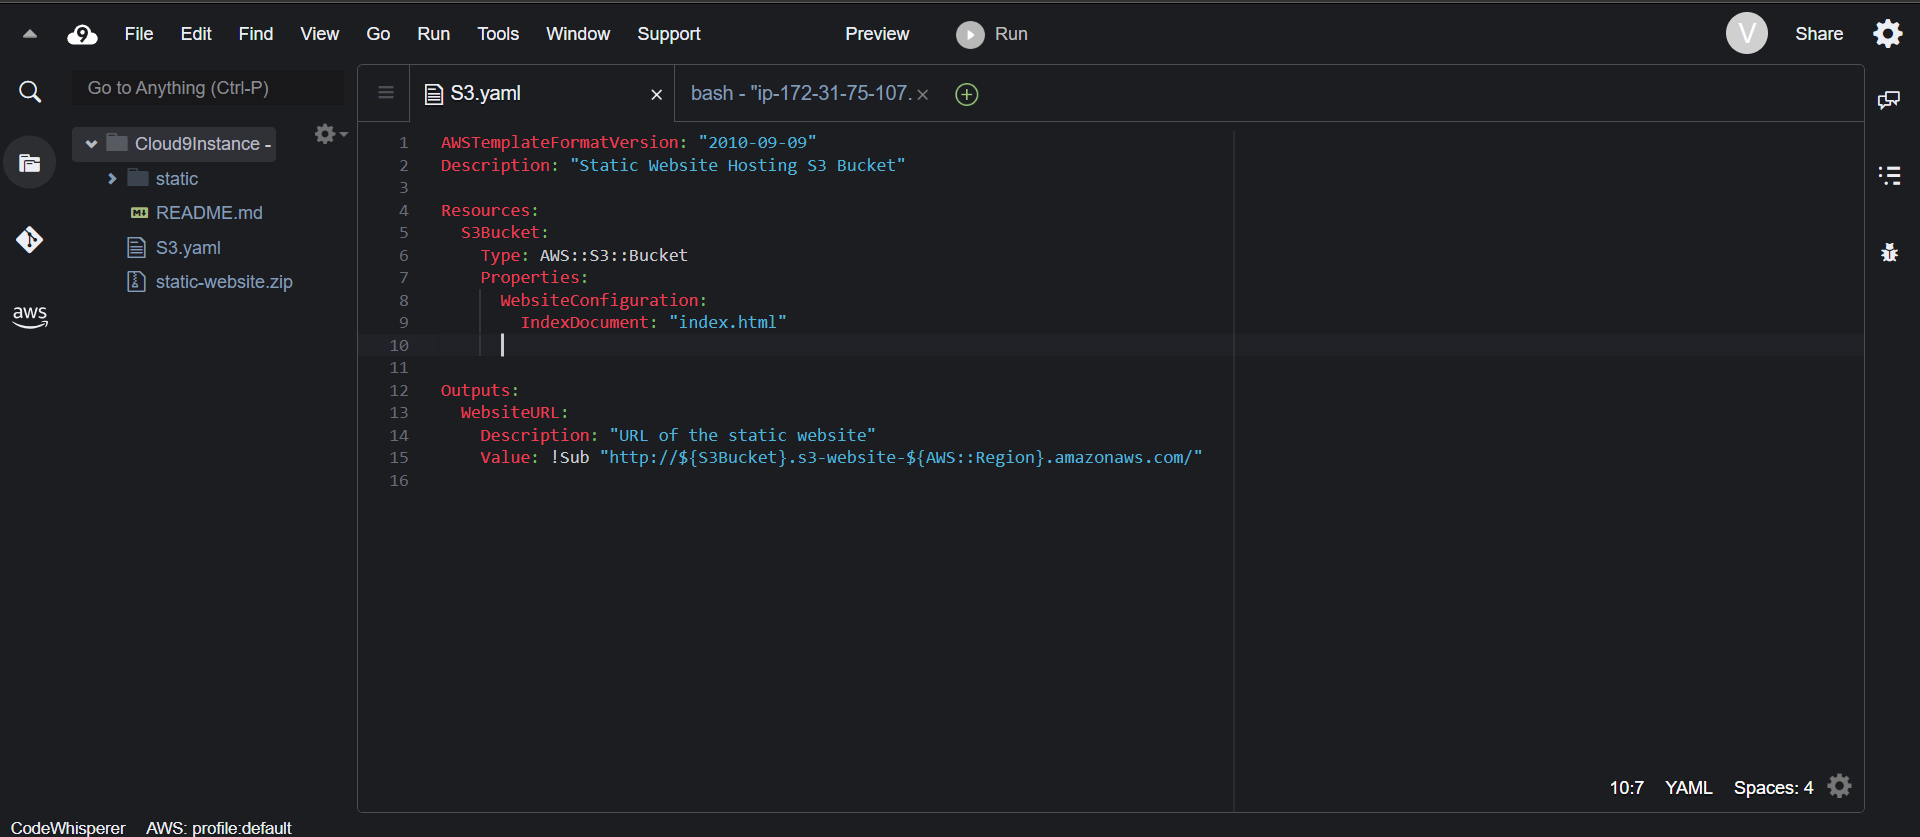 9 File Edit Find View Go Run Tools Window Support Preview Run V Share
Go to Anything (Ctrl-P)
S3.yaml bash - "ip-172-31-75-107.
Cloud9Instance -
static
README.md
S3.yaml
static-website.zip
aws
1 AWSTemplateFormatVersion: "2010-09-09"
2 Description: "Static Website Hosting S3 Bucket"
3
4 Resources:
5   S3Bucket:
6     Type: AWS::S3::Bucket
7     Properties:
8       WebsiteConfiguration:
9         IndexDocument: "index.html"
10
11
12 Outputs:
13   WebsiteURL:
14     Description: "URL of the static website"
15     Value: !Sub "http://${S3Bucket}.s3-website-${AWS::Region}.amazonaws.com/"
16
10:7 YAML Spaces: 4
CodeWhisperer AWS: profile:default